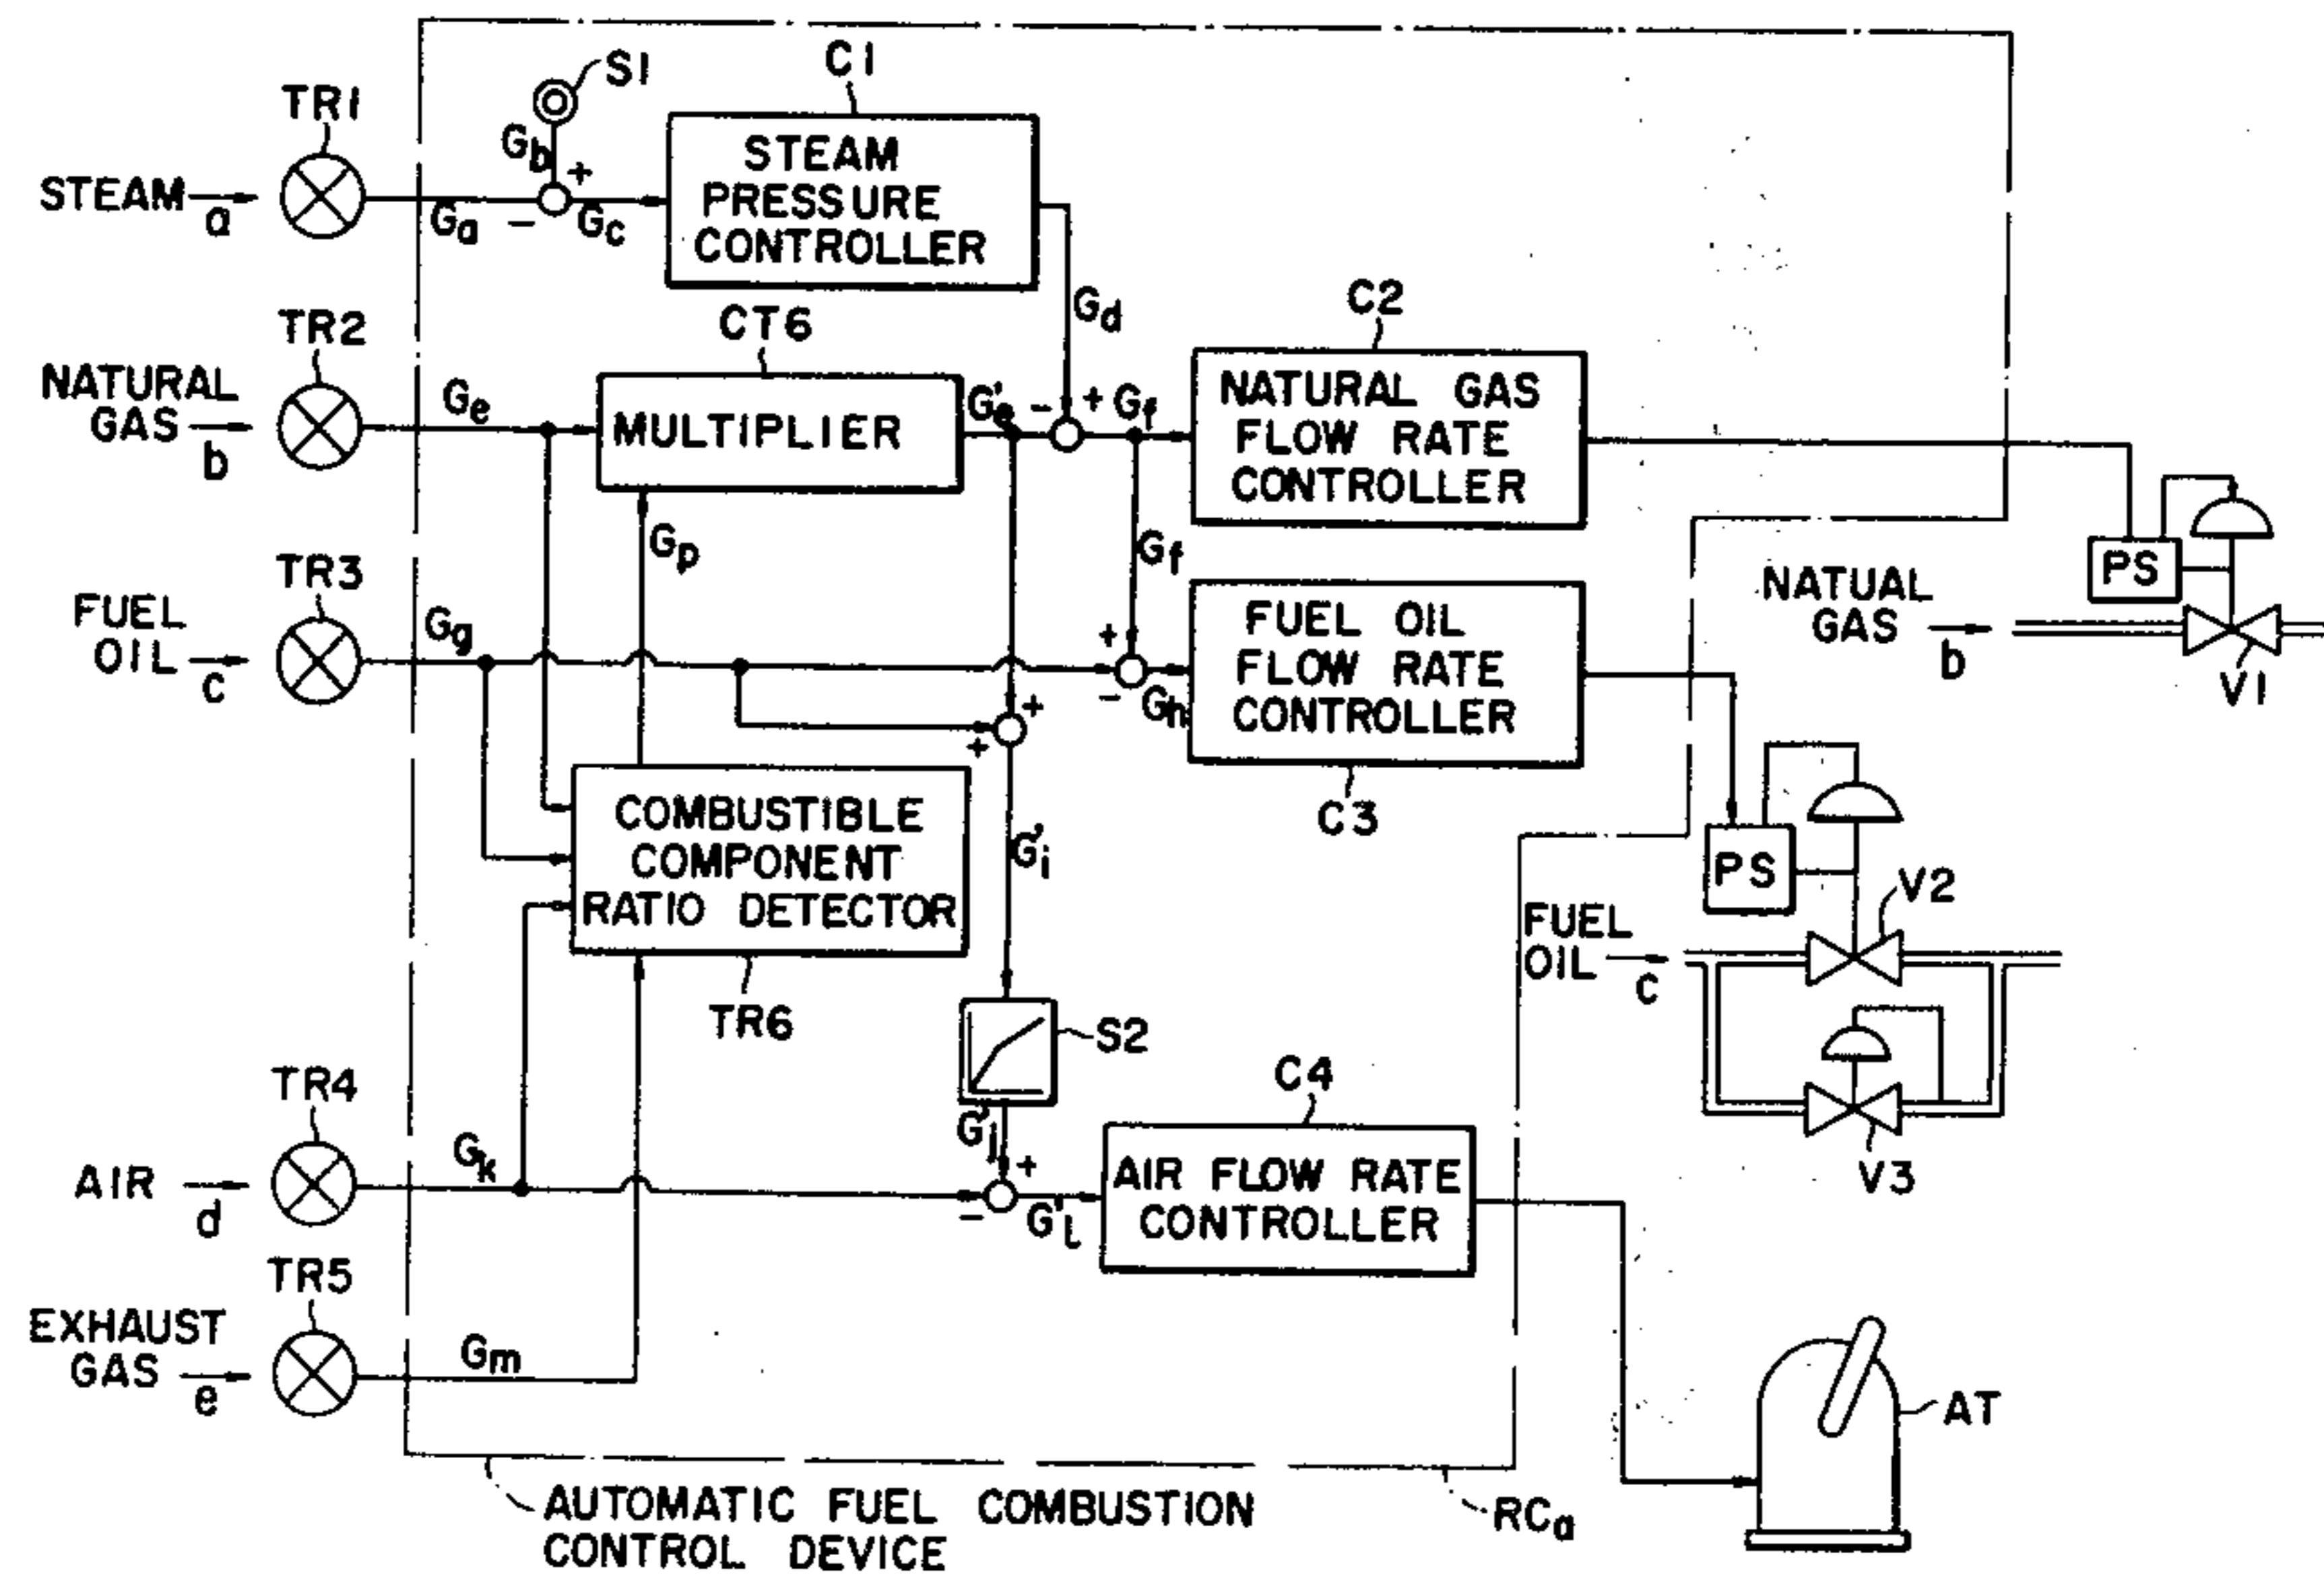 C1
S1
TR1
Gb
+
STEAM
PRESSURE
CONTROLLER
STEAM
a
Ga
-
Gc
Gd
C2
CT6
TR2
NATURAL
GAS
b
Ge
MULTIPLIER
G'e
-
+
Gf
NATURAL GAS
FLOW RATE
CONTROLLER
Gp
Gf
PS
NATUAL
GAS
b
V1
TR3
FUEL
OIL
c
Gg
+
-
Gh
FUEL OIL
FLOW RATE
CONTROLLER
+
+
C3
COMBUSTIBLE
COMPONENT
RATIO DETECTOR
G'i
PS
V2
FUEL
OIL
c
TR6
S2
V3
C4
TR4
G'j
AIR
d
Gk
+
-
G'l
AIR FLOW RATE
CONTROLLER
TR5
EXHAUST
GAS
e
Gm
AT
AUTOMATIC FUEL COMBUSTION
CONTROL DEVICE
RCa